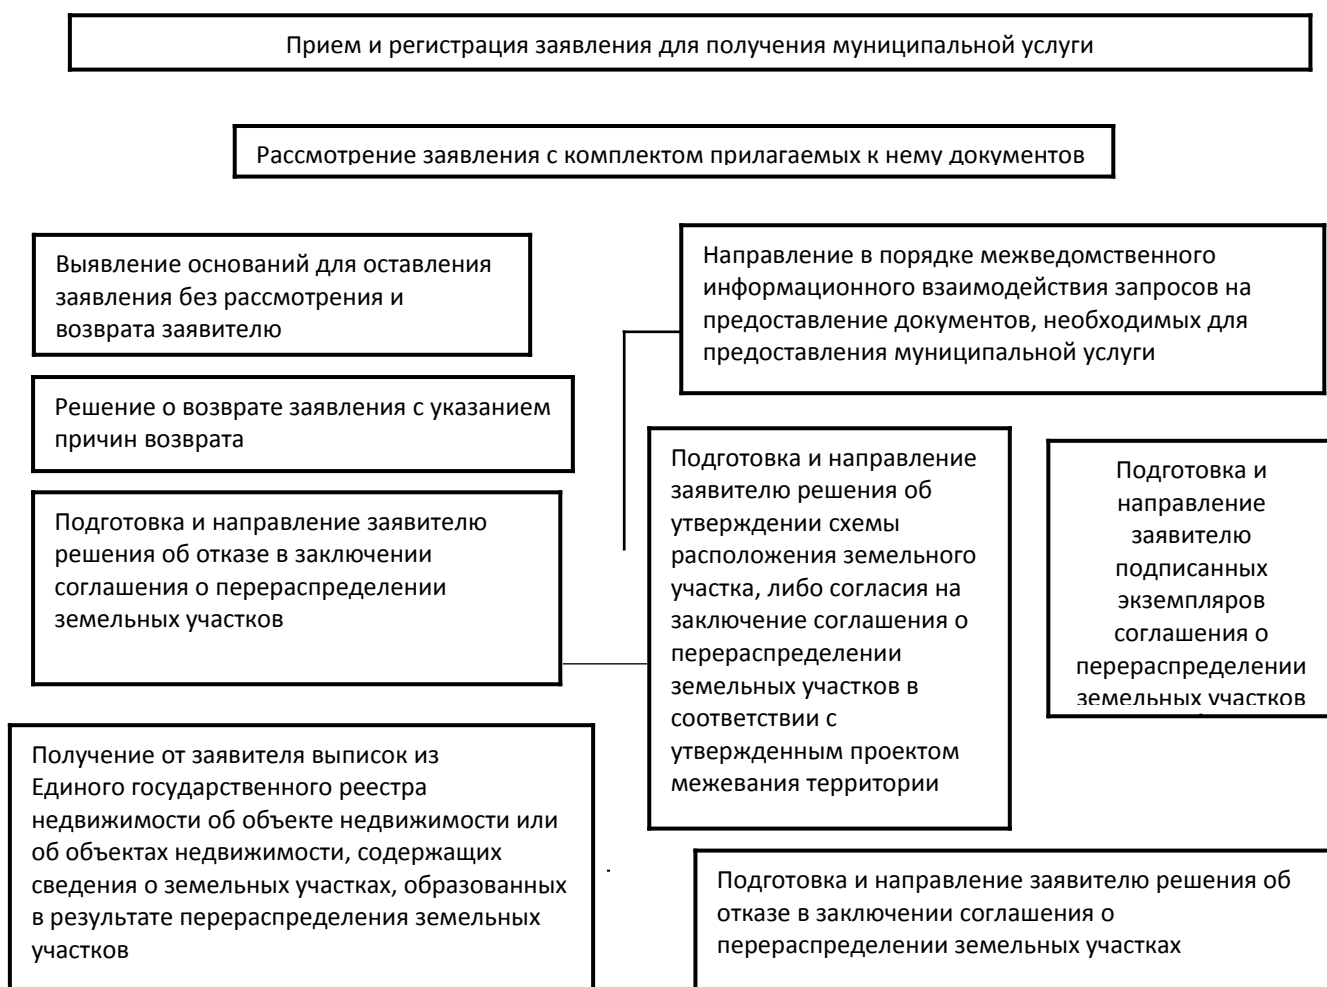 Прием и регистрация заявления для получения муниципальной услуги
Рассмотрение заявления с комплектом прилагаемых к нему документов
Выявление оснований для оставления
заявления без рассмотрения и
возврата заявителю
Направление в порядке межведомственного
информационного взаимодействия запросов на
предоставление документов, необходимых для
предоставления муниципальной услуги
Решение о возврате заявления с указанием
причин возврата
Подготовка и направление заявителю
решения об отказе в заключении
соглашения о перераспределении
земельных участков
Подготовка и направление
заявителю решения об
утверждении схемы
расположения земельного
участка, либо согласия на
заключение соглашения о
перераспределении
земельных участков в
соответствии с
утвержденным проектом
межевания территории
Подготовка и
направление
заявителю
подписанных
экземпляров
соглашения о
перераспределении
земельных участков
Получение от заявителя выписок из
Единого государственного реестра
недвижимости об объекте недвижимости или
об объектах недвижимости, содержащих
сведения о земельных участках, образованных
в результате перераспределения земельных
участков
Подготовка и направление заявителю решения об
отказе в заключении соглашения о
перераспределении земельных участках